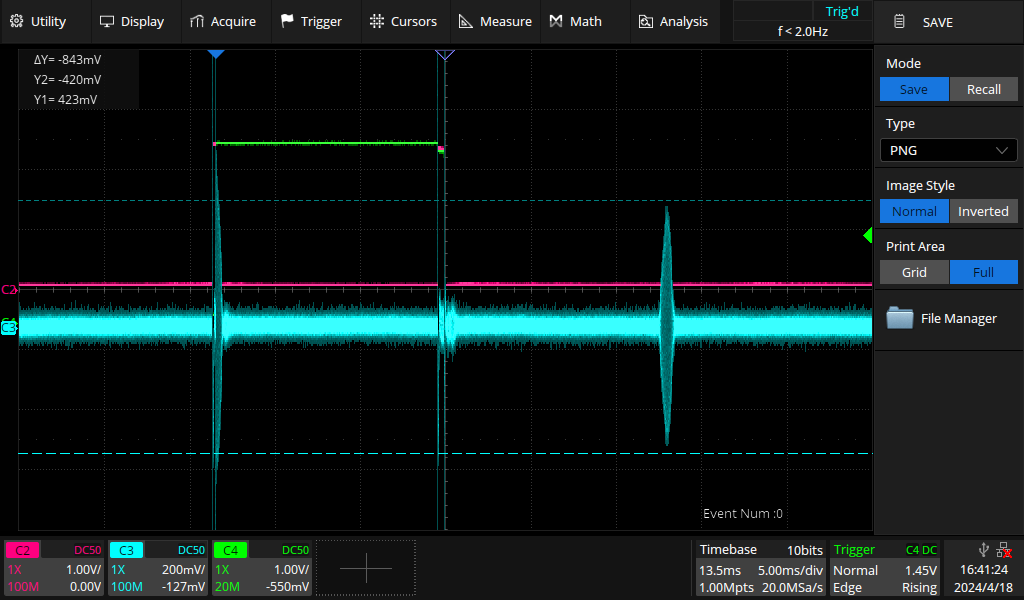 Utility Display Acquire Trigger Cursors Measure Math Analysis
Trig'd
f < 2.0Hz
SAVE
ΔY= -843mV
Y2= -420mV
Y1= 423mV
Mode
Save Recall
Type
PNG
Image Style
Normal Inverted
Print Area
Grid Full
File Manager
C2
C3
Event Num :0
C2 DC50
1X 1.00V/
100M 0.00V
C3 DC50
1X 200mV/
100M -127mV
C4 DC50
1X 1.00V/
20M -550mV
Timebase 10bits
13.5ms 5.00ms/div
1.00Mpts 20.0MSa/s
Trigger C4 DC
Normal 1.45V
Edge Rising
16:41:24
2024/4/18